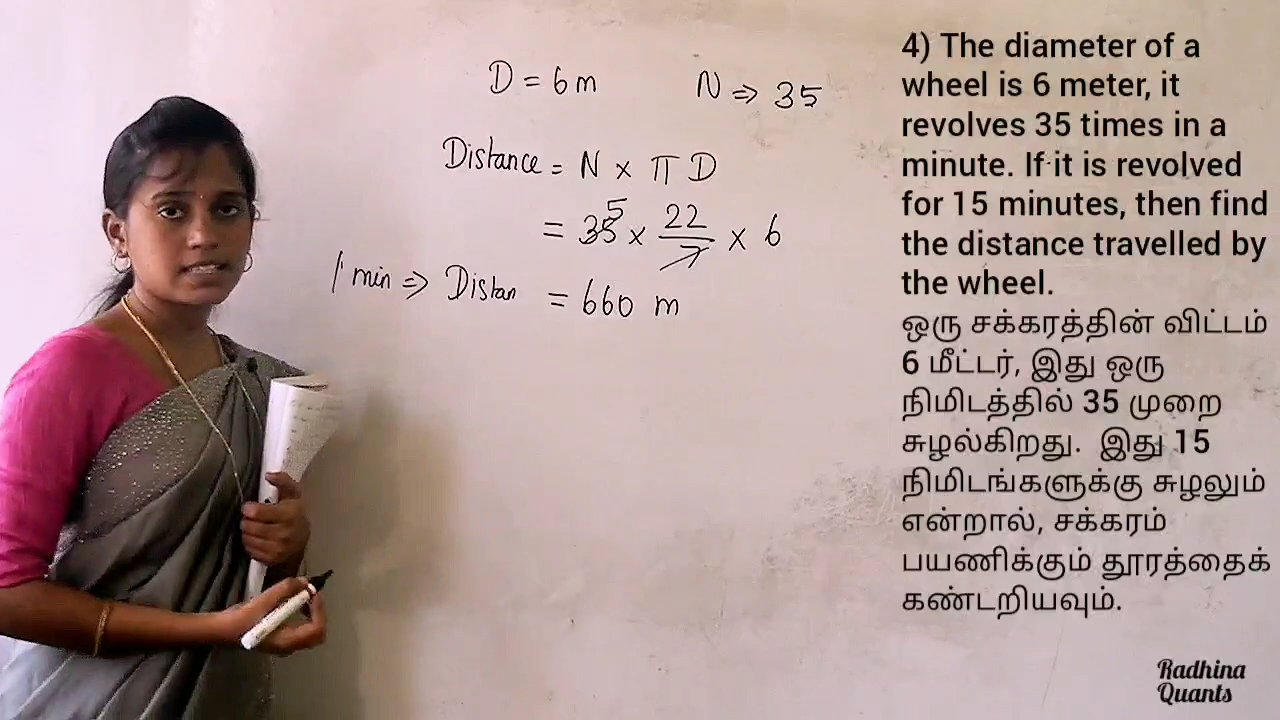 D = 6 m N ⇒ 35
Distance = N × π D
= 35 5 × 22/7 × 6
1 min ⇒ Distan = 660 m
4) The diameter of a
wheel is 6 meter, it
revolves 35 times in a
minute. If it is revolved
for 15 minutes, then find
the distance travelled by
the wheel.
ஒரு சக்கரத்தின் விட்டம்
6 மீட்டர், இது ஒரு
நிமிடத்தில் 35 முறை
சுழல்கிறது. இது 15
நிமிடங்களுக்கு சுழலும்
என்றால், சக்கரம்
பயணிக்கும் தூரத்தைக்
கண்டறியவும்.
Radhina
Quants